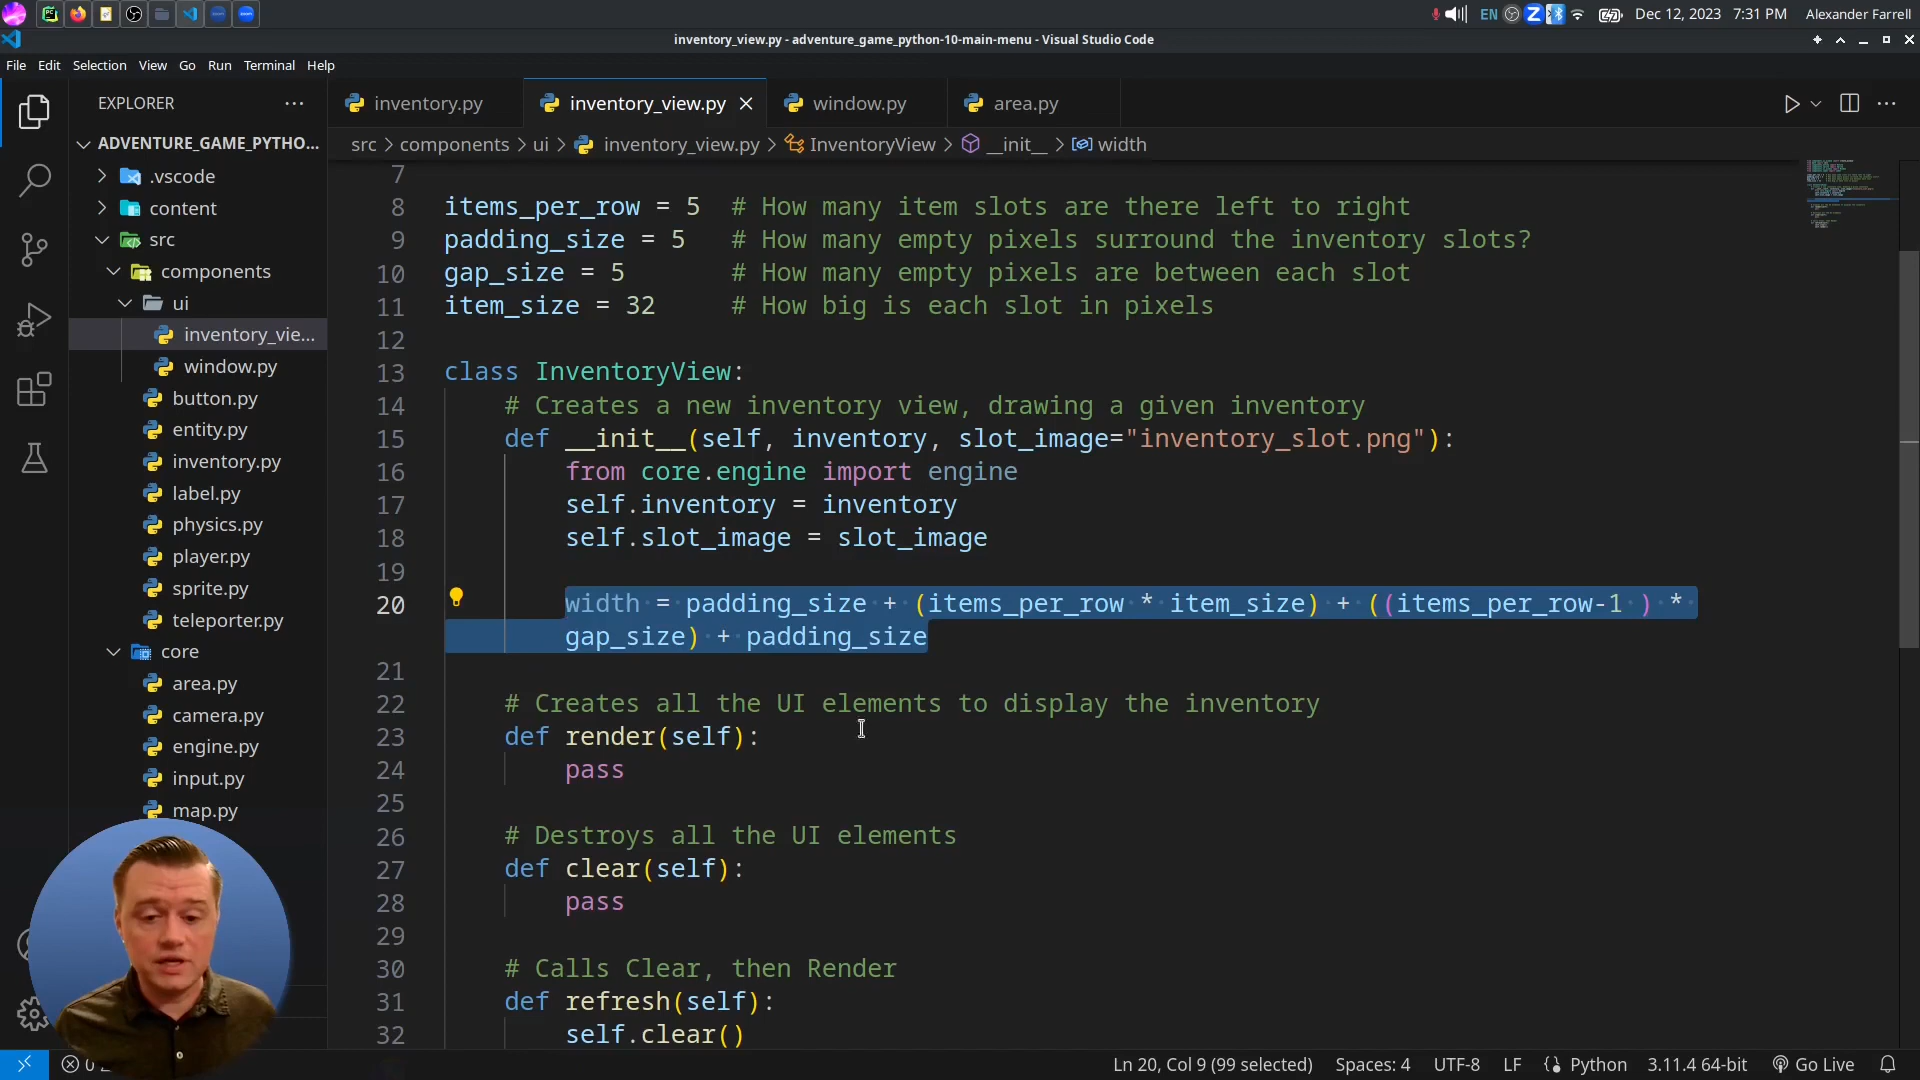 EN
Dec 12, 2023 7:31 PM Alexander Farrell
inventory_view.py - adventure_game_python-10-main-menu - Visual Studio Code
File Edit Selection View Go Run Terminal Help
EXPLORER
inventory.py inventory_view.py window.py area.py
ADVENTURE_GAME_PYTHO...
src > components > ui > inventory_view.py > InventoryView > __init__ > width
.vscode
content
src
components
ui
inventory_vie...
window.py
button.py
entity.py
inventory.py
label.py
physics.py
player.py
sprite.py
teleporter.py
core
area.py
camera.py
engine.py
input.py
map.py
7
8 items_per_row = 5 # How many item slots are there left to right
9 padding_size = 5 # How many empty pixels surround the inventory slots?
10 gap_size = 5 # How many empty pixels are between each slot
11 item_size = 32 # How big is each slot in pixels
12
13 class InventoryView:
14 # Creates a new inventory view, drawing a given inventory
15 def __init__(self, inventory, slot_image="inventory_slot.png"):
16 from core.engine import engine
17 self.inventory = inventory
18 self.slot_image = slot_image
19
20 width = padding_size + (items_per_row * item_size) + ((items_per_row-1 ) *
gap_size) + padding_size
21
22 # Creates all the UI elements to display the inventory
23 def render(self):
24 pass
25
26 # Destroys all the UI elements
27 def clear(self):
28 pass
29
30 # Calls Clear, then Render
31 def refresh(self):
32 self.clear()
0
Ln 20, Col 9 (99 selected) Spaces: 4 UTF-8 LF Python 3.11.4 64-bit Go Live